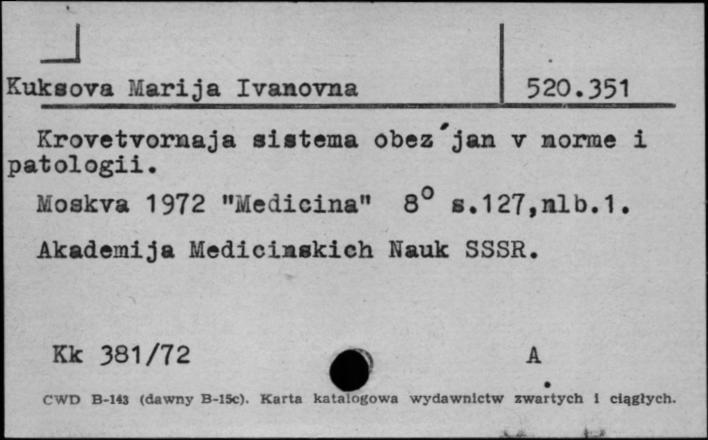 Kuksova Marija Ivanovna 520.351
Krovetvornaja sistema obez'jan v norme i
patologii.
Moskva 1972 "Medicina" 8° s.127,nlb.1.
Akademija Medicinskich Nauk SSSR.
Kk 381/72 A
CWD B-143 (dawny B-15c). Karta katalogowa wydawnictw zwartych i ciągłych.